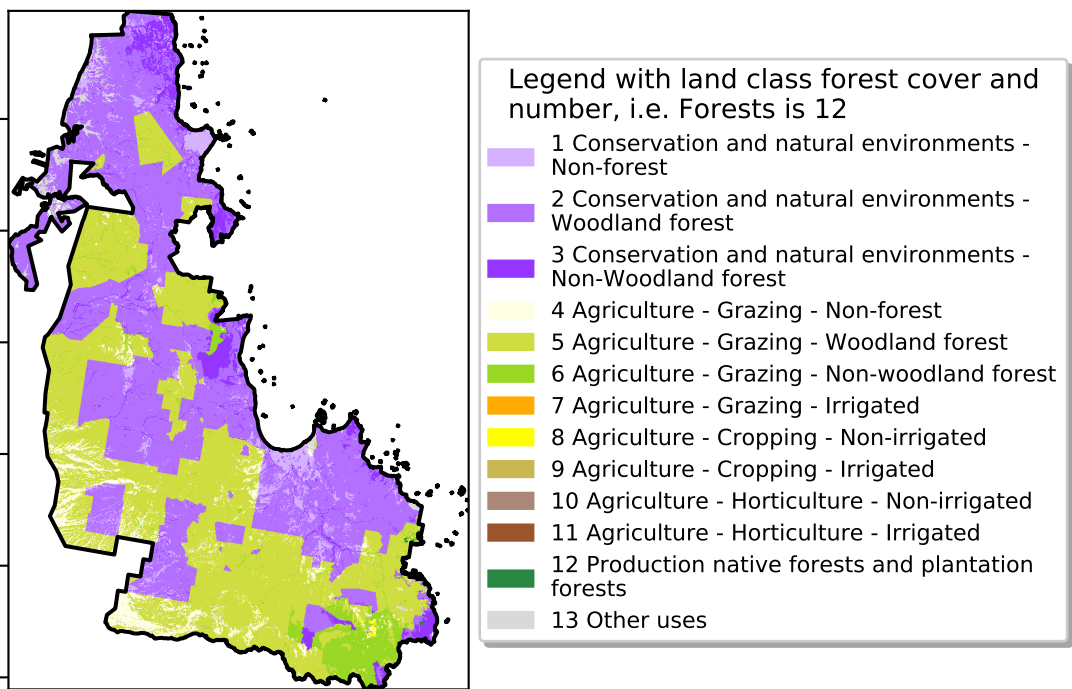 Legend with land class forest cover and
number, i.e. Forests is 12
1 Conservation and natural environments -
Non-forest
2 Conservation and natural environments -
Woodland forest
3 Conservation and natural environments -
Non-Woodland forest
4 Agriculture - Grazing - Non-forest
5 Agriculture - Grazing - Woodland forest
6 Agriculture - Grazing - Non-woodland forest
7 Agriculture - Grazing - Irrigated
8 Agriculture - Cropping - Non-irrigated
9 Agriculture - Cropping - Irrigated
10 Agriculture - Horticulture - Non-irrigated
11 Agriculture - Horticulture - Irrigated
12 Production native forests and plantation
forests
13 Other uses